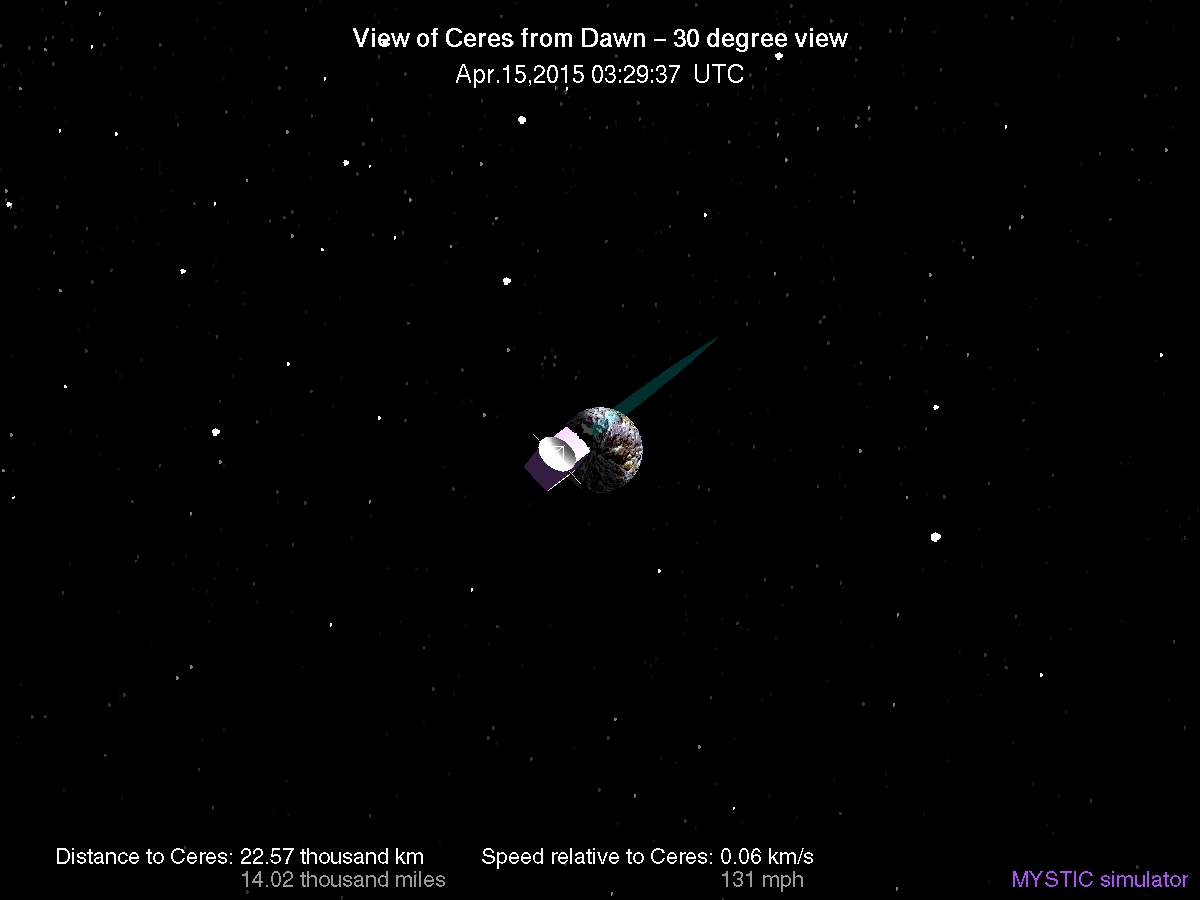 View of Ceres from Dawn – 30 degree view
Apr.15,2015 03:29:37 UTC
Distance to Ceres: 22.57 thousand km
14.02 thousand miles
Speed relative to Ceres: 0.06 km/s
131 mph
MYSTIC simulator